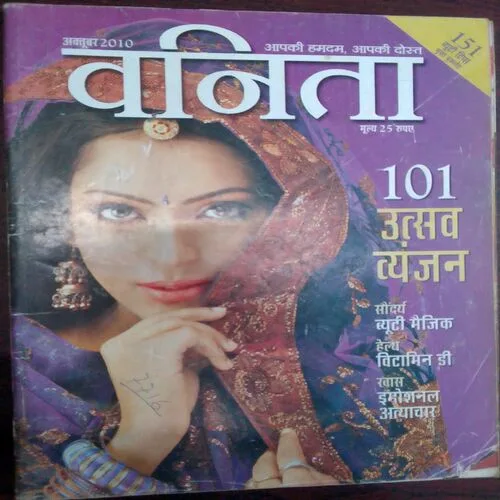 अक्तूबर 2010
आपकी हमदम, आपकी दोस्त
वनिता
मूल्य 25 रुपए
151
ब्यूटी टिप्स
101
उत्सव
व्यंजन
सौंदर्य
ब्यूटी मैजिक
हेल्थ
विटामिन डी
खास
इमोशनल
अत्याचार